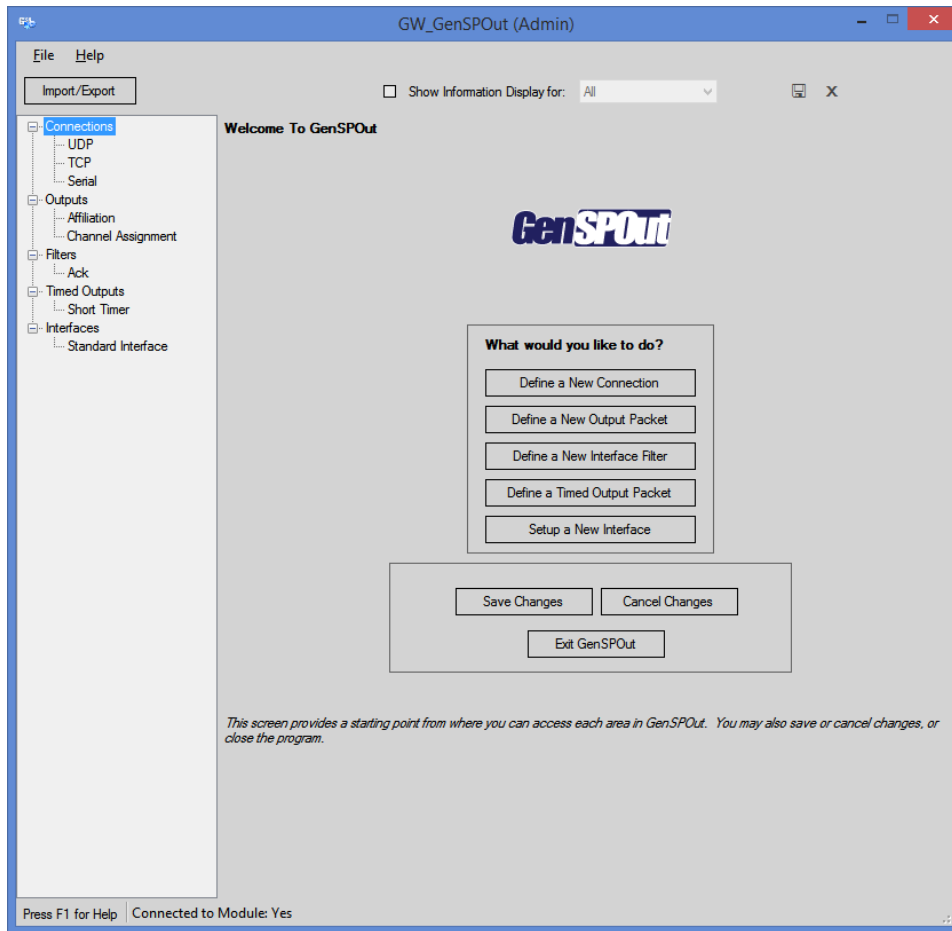 GW_GenSPOut (Admin)
File Help
Import/Export
Show Information Display for: All
X
Connections
UDP
TCP
Serial
Outputs
Affiliation
Channel Assignment
Filters
Ack
Timed Outputs
Short Timer
Interfaces
Standard Interface
Welcome To GenSPOut
GenSPOut
What would you like to do?
Define a New Connection
Define a New Output Packet
Define a New Interface Filter
Define a Timed Output Packet
Setup a New Interface
Save Changes Cancel Changes
Exit GenSPOut
This screen provides a starting point from where you can access each area in GenSPOut. You may also save or cancel changes, or
close the program.
Press F1 for Help Connected to Module: Yes